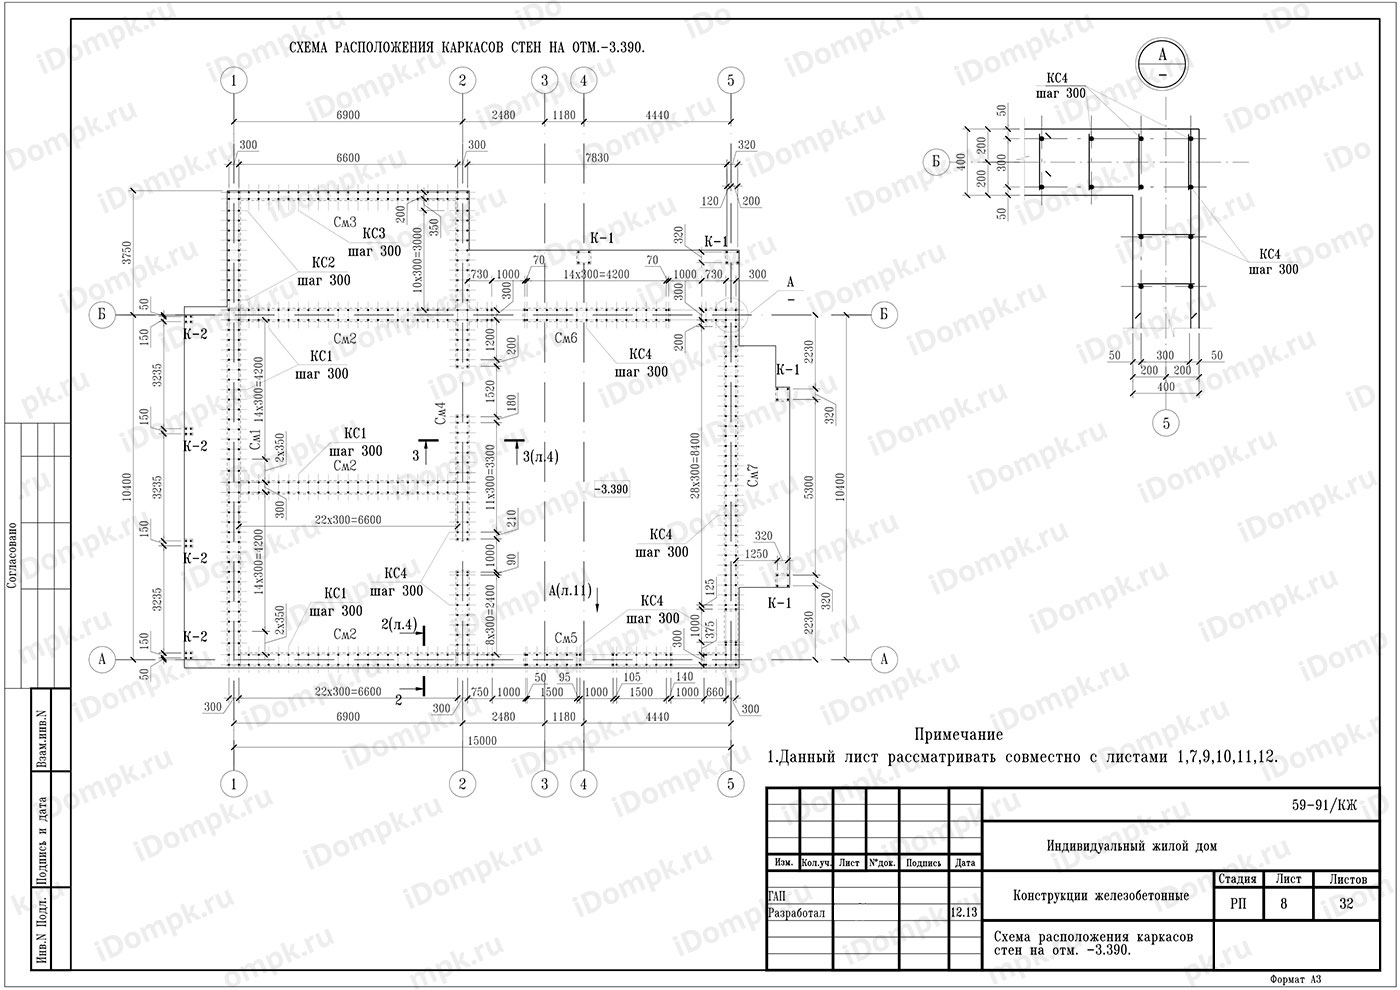 СХЕМА РАСПОЛОЖЕНИЯ КАРКАСОВ СТЕН НА ОТМ.-3.390.
1 2 3 4 5
6900 2480 1180 4440
300 6600 300 7830 320
120 200
3750
См3
КС3
шаг 300
КС2
шаг 300
200
350
10х300=3000
К-1
К-1
320
70 14х300=4200 70
730 1000 1000 730 300
300
300
А
–
Б
Б
50
150
К-2
3235
150
К-2
3235
150
К-2
3235
150
К-2
50
10400
См2
КС1
шаг 300
14х300=4200
См1
2х350
КС1
шаг 300
См2
300
22х300=6600
14х300=4200
2х350
КС1
шаг 300
См2
КС4
шаг 300
2(л.4)
2
3
3(л.4)
См4
1200
200
1520
180
11х300=3300
210
1000
90
8х300=2400
См6
КС4
шаг 300
200
-3.390
28х300=8400
См7
КС4
шаг 300
А(л.11)
КС4
шаг 300
См5
125
1000
375
300
2230
К-1
320
5300
10400
320
1250
К-1
320
2230
А
А
50 95 105 140
300 22х300=6600 300 750 1000 1500 1000 1500 1000 660 300
6900 2480 1180 4440
15000
1 2 3 4 5
А
–
КС4
шаг 300
50
200
400
300
200
50
Б
КС4
шаг 300
50 300 50
200 200
400
5
Примечание
1.Данный лист рассматривать совместно с листами 1,7,9,10,11,12.
59-91/КЖ
Индивидуальный жилой дом
Изм. Кол.уч. Лист №док. Подпись Дата
ГАП
Разработал 12.13
Конструкции железобетонные
Стадия Лист Листов
РП 8 32
Схема расположения каркасов
стен на отм. -3.390.
Формат А3
Согласовано
Взам.инв.N
Подпись и дата
Инв.N Подл.
iDompk.ru